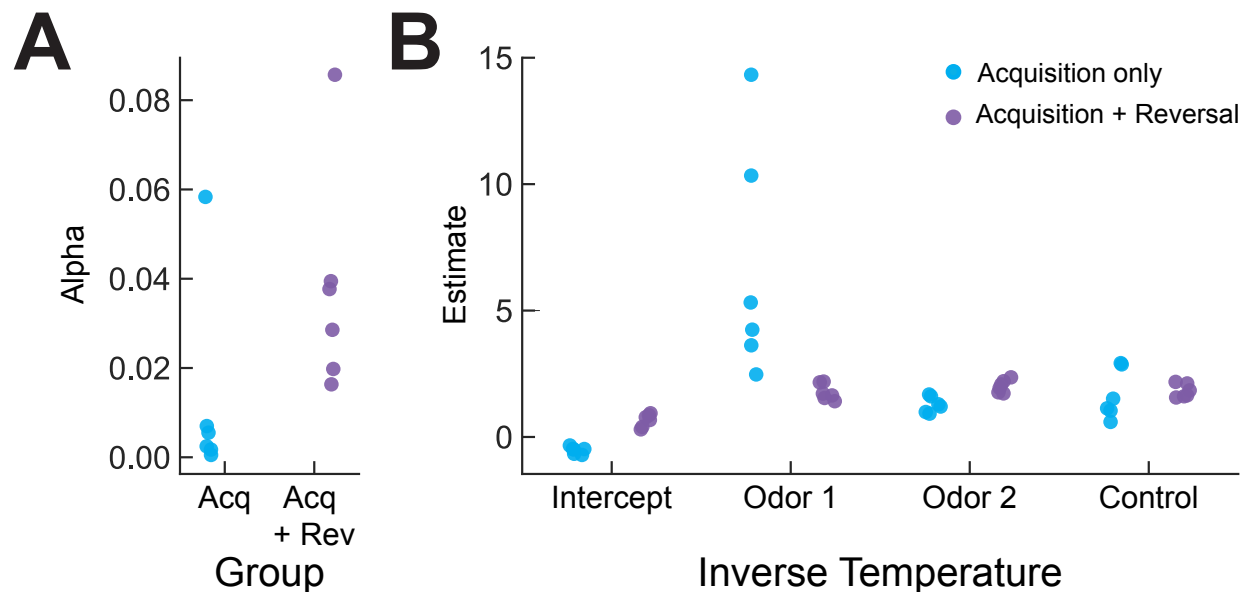 A
0.08
0.06
0.04
0.02
0.00
Alpha
Acq
Acq
+ Rev
Group
B
15
10
5
0
Estimate
Acquisition only
Acquisition + Reversal
Intercept
Odor 1
Odor 2
Control
Inverse Temperature